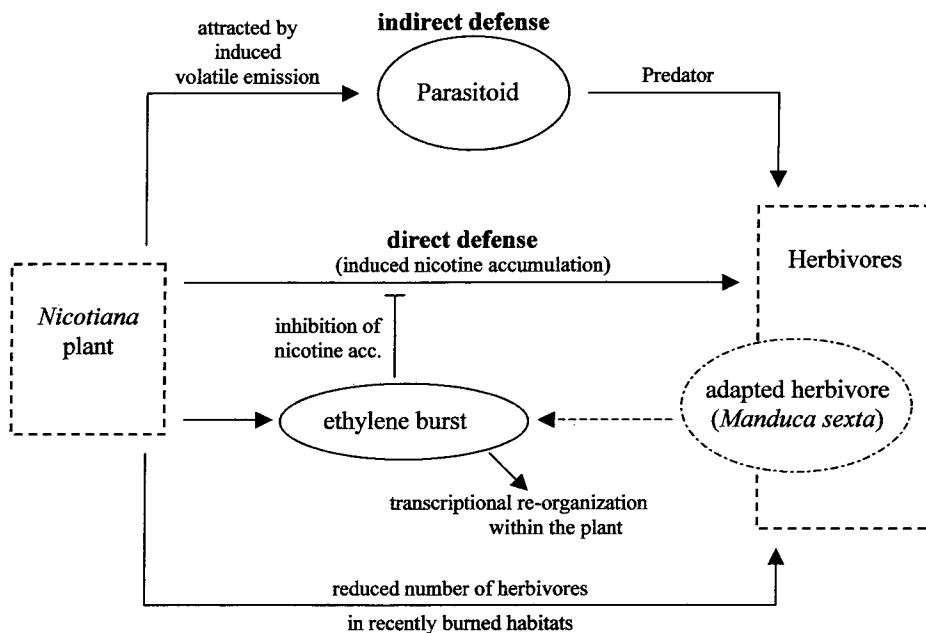 indirect defense
attracted by
induced
volatile emission
Parasitoid
Predator
direct defense
(induced nicotine accumulation)
Herbivores
Nicotiana
plant
inhibition of
nicotine acc.
adapted herbivore
(Manduca sexta)
ethylene burst
transcriptional re-organization
within the plant
reduced number of herbivores
in recently burned habitats